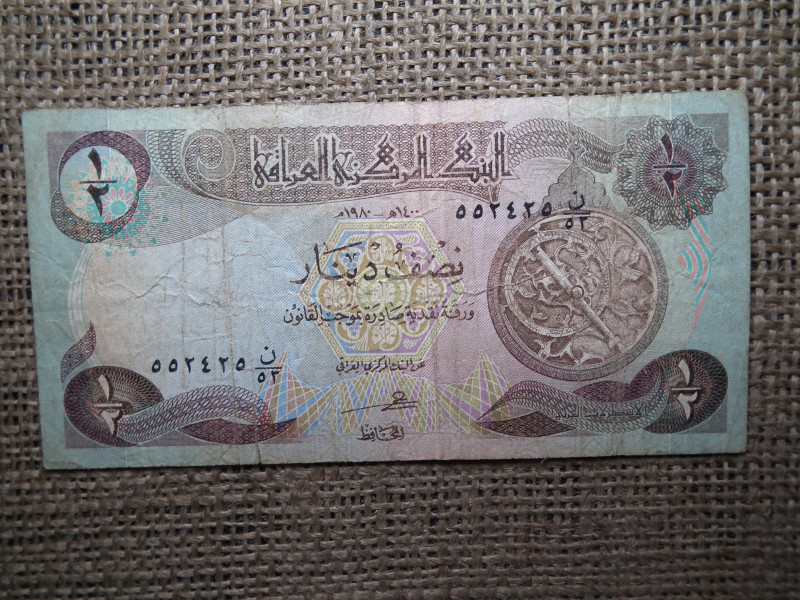 ١/٢
البنك المركزي العراقي
١/٢
١٤٠٠هـ ١٩٨٠م
ن/٥٢ ٥٥٢٤٢٥
نصف دينار
ورقة نقدية صادرة بموجب القانون
عن البنك المركزي العراقي
ن/٥٢ ٥٥٢٤٢٥
المحافظ
١/٢
١/٢